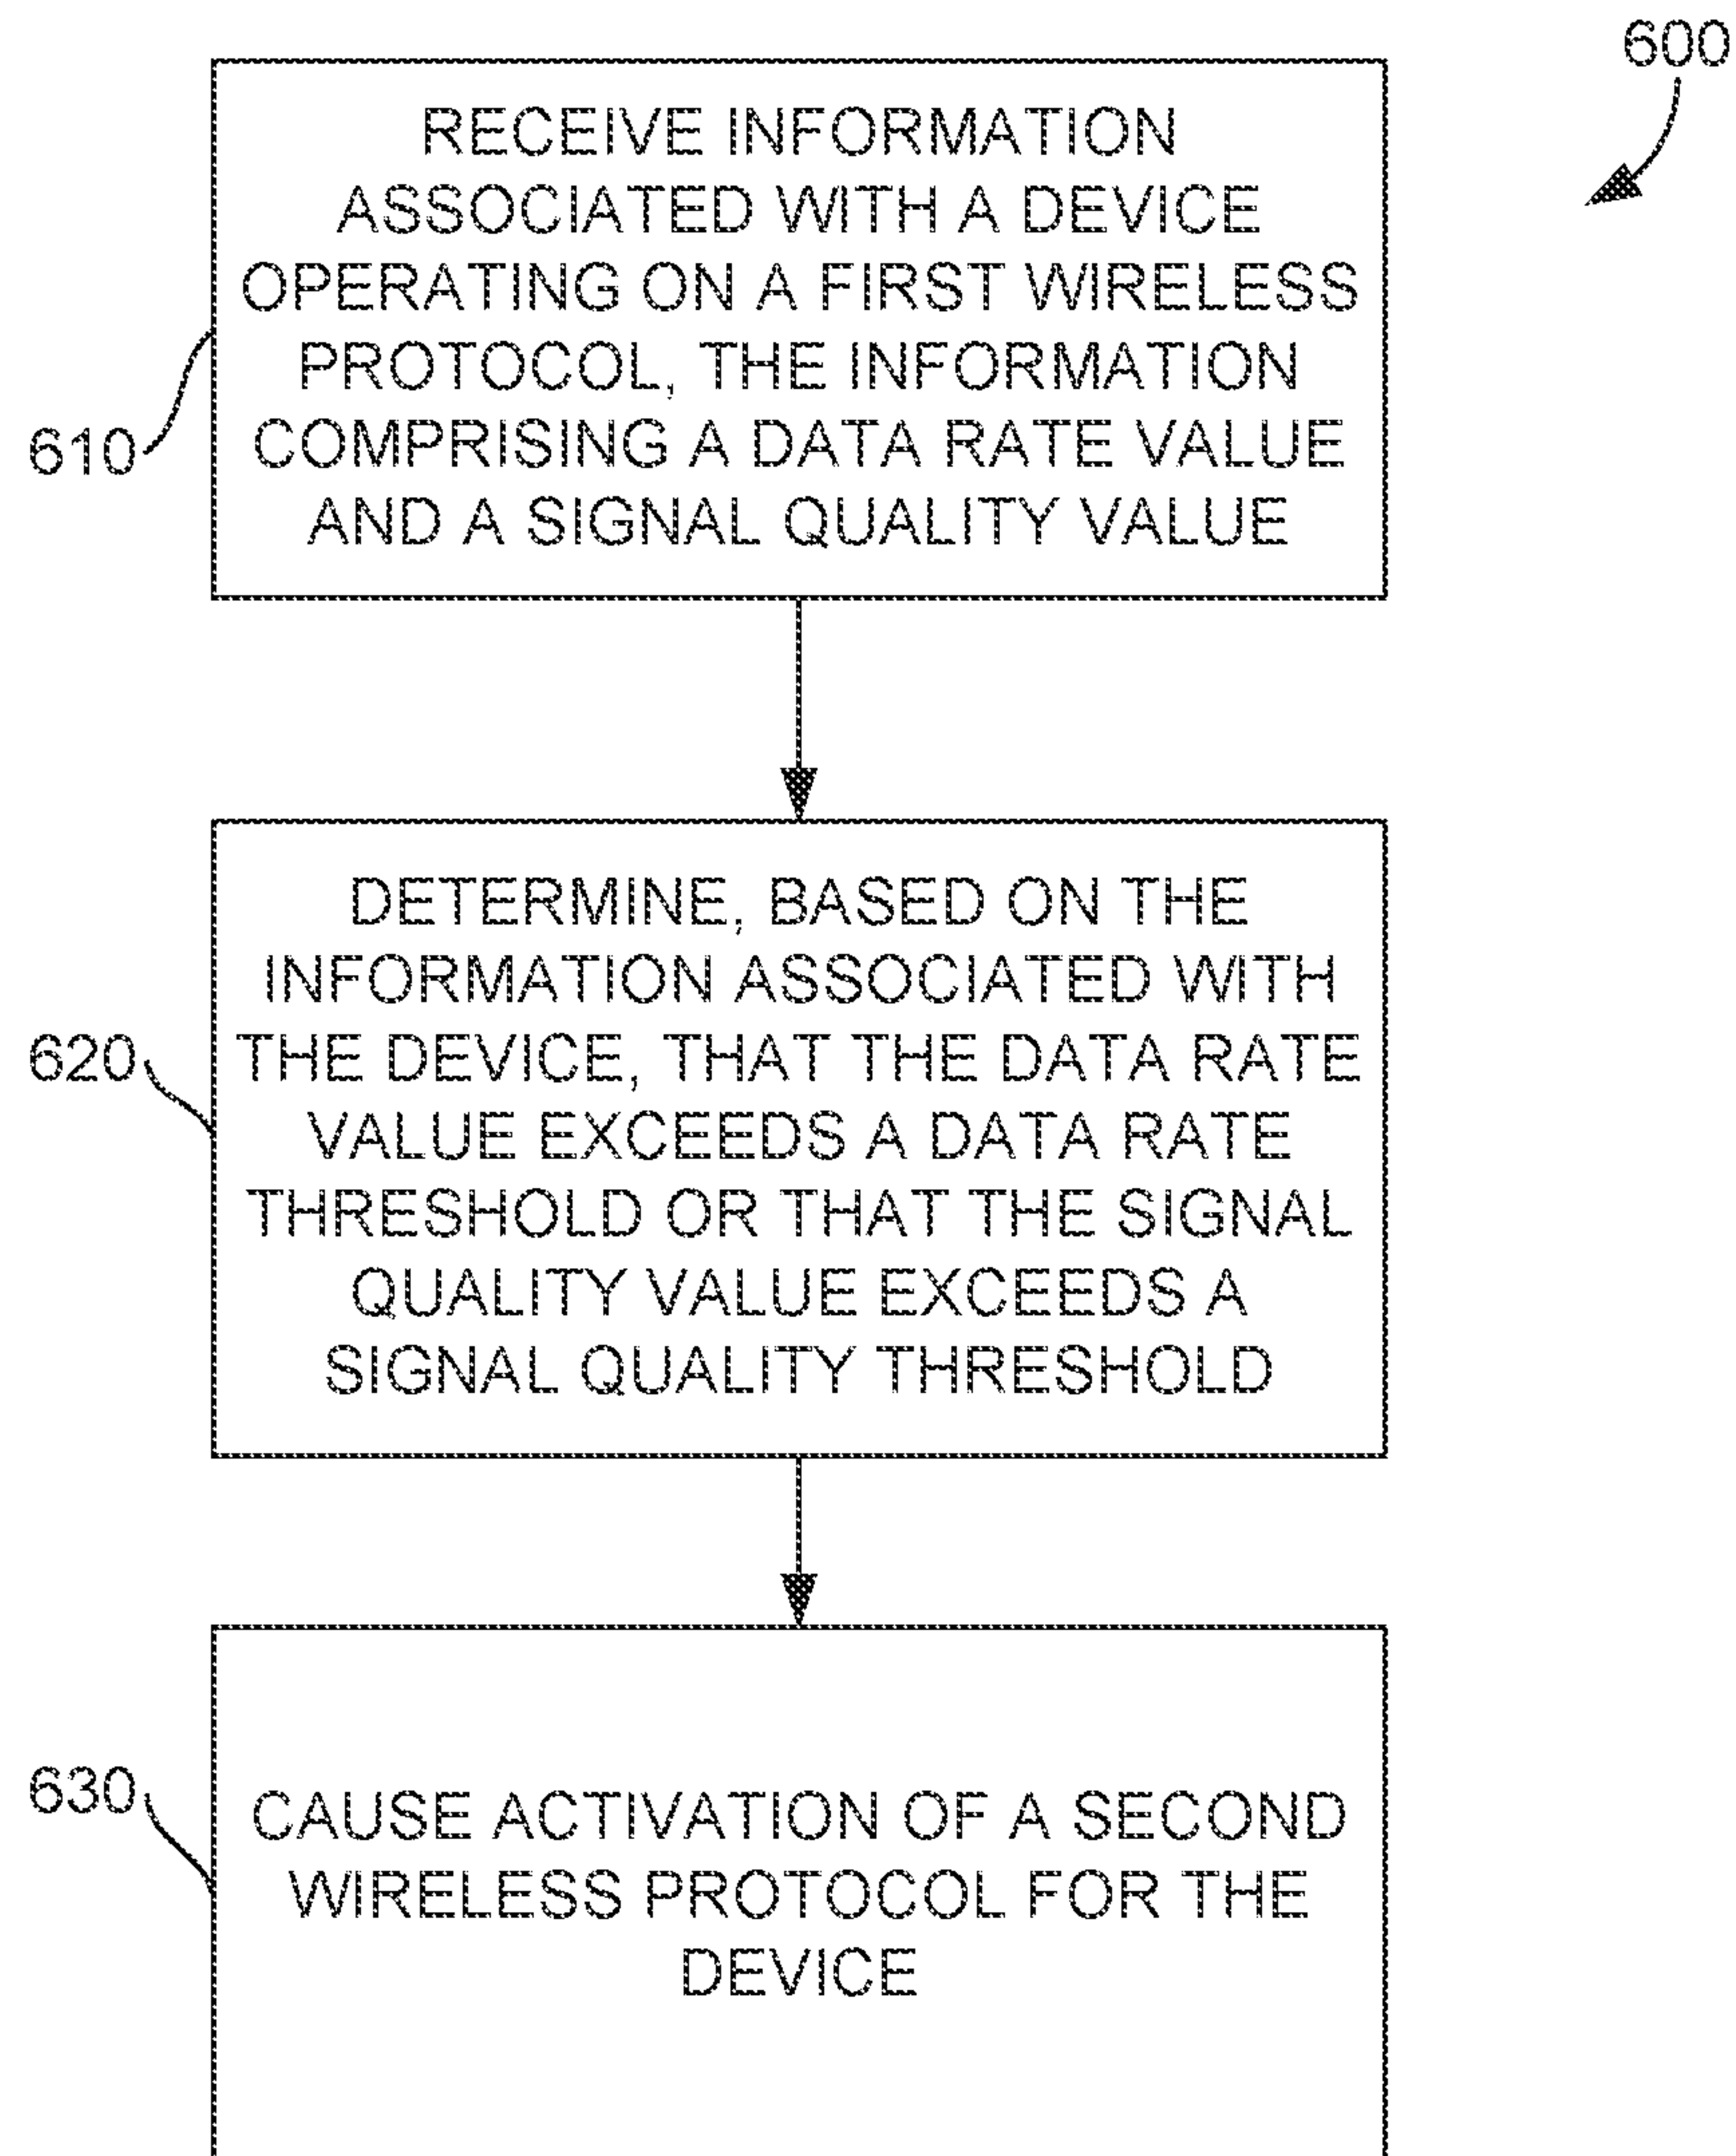 600
RECEIVE INFORMATION
ASSOCIATED WITH A DEVICE
OPERATING ON A FIRST WIRELESS
PROTOCOL, THE INFORMATION
COMPRISING A DATA RATE VALUE
AND A SIGNAL QUALITY VALUE
610
DETERMINE, BASED ON THE
INFORMATION ASSOCIATED WITH
THE DEVICE, THAT THE DATA RATE
VALUE EXCEEDS A DATA RATE
THRESHOLD OR THAT THE SIGNAL
QUALITY VALUE EXCEEDS A
SIGNAL QUALITY THRESHOLD
620
CAUSE ACTIVATION OF A SECOND
WIRELESS PROTOCOL FOR THE
DEVICE
630